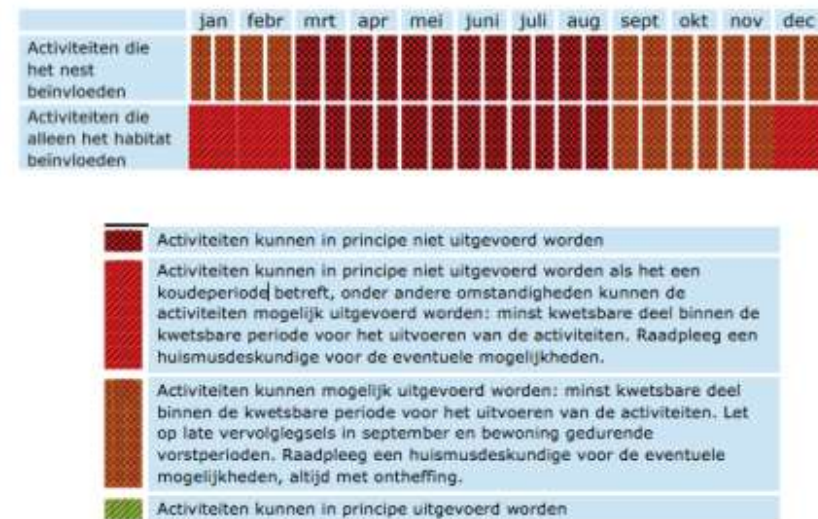 jan febr mrt apr mei juni juli aug sept okt nov dec
Activiteiten die
het nest
beïnvloeden
Activiteiten die
alleen het habitat
beïnvloeden
Activiteiten kunnen in principe niet uitgevoerd worden
Activiteiten kunnen in principe niet uitgevoerd worden als het een
koudeperiode betreft, onder andere omstandigheden kunnen de
activiteiten mogelijk uitgevoerd worden: minst kwetsbare deel binnen de
kwetsbare periode voor het uitvoeren van de activiteiten. Raadpleeg een
huismusdeskundige voor de eventuele mogelijkheden.
Activiteiten kunnen mogelijk uitgevoerd worden: minst kwetsbare deel
binnen de kwetsbare periode voor het uitvoeren van de activiteiten. Let
op late vervolglegsels in september en bewoning gedurende
vorstperioden. Raadpleeg een huismusdeskundige voor de eventuele
mogelijkheden, altijd met ontheffing.
Activiteiten kunnen in principe uitgevoerd worden